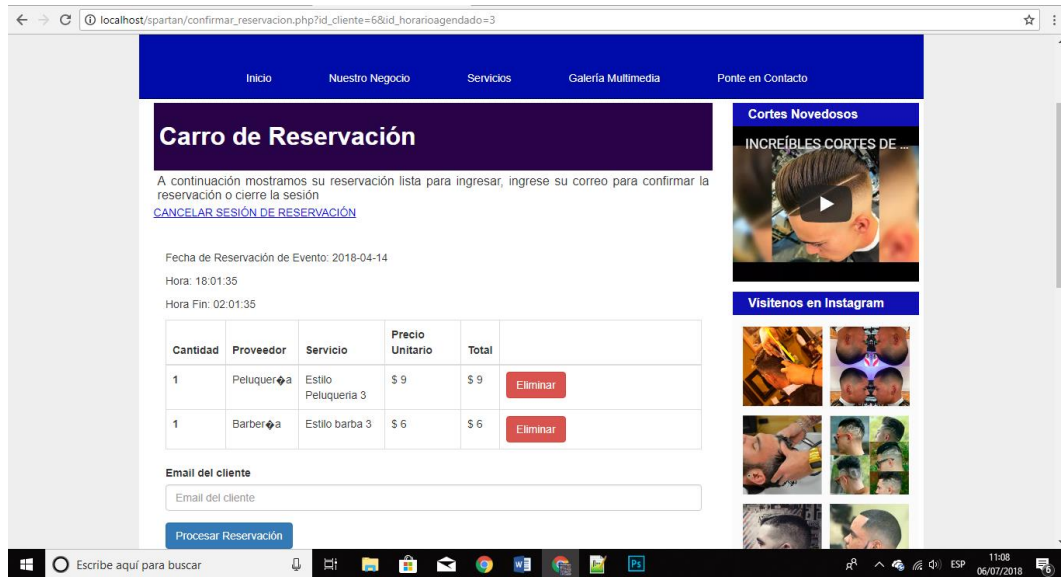 localhost/spartan/confirmar_reservacion.php?id_cliente=6&id_horarioagendado=3
Inicio Nuestro Negocio Servicios Galería Multimedia Ponte en Contacto
Carro de Reservación
A continuación mostramos su reservación lista para ingresar, ingrese su correo para confirmar la
reservación o cierre la sesión
CANCELAR SESIÓN DE RESERVACIÓN
Fecha de Reservación de Evento: 2018-04-14
Hora: 18:01:35
Hora Fin: 02:01:35
Cantidad Proveedor Servicio Precio Unitario Total
1 Peluquer�a Estilo Peluqueria 3 $ 9 $ 9 Eliminar
1 Barber�a Estilo barba 3 $ 6 $ 6 Eliminar
Email del cliente
Email del cliente
Procesar Reservación
Cortes Novedosos
INCREÍBLES CORTES DE ...
Visitenos en Instagram
Escribe aquí para buscar
ESP
11:08
06/07/2018